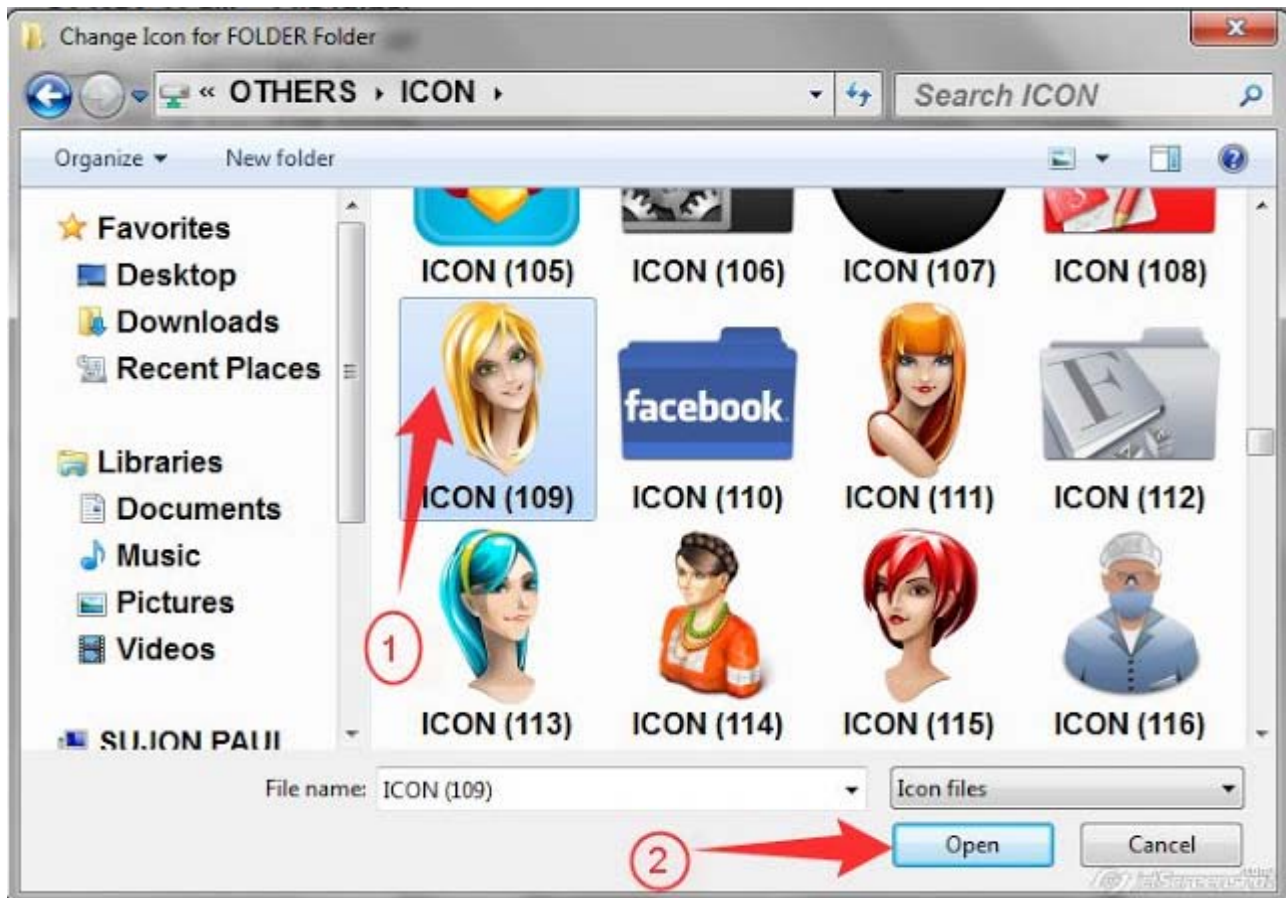 Change Icon for FOLDER Folder
« OTHERS ▸ ICON ▸
Search ICON
Organize ▾ New folder
Favorites
Desktop
Downloads
Recent Places
Libraries
Documents
Music
Pictures
Videos
SUJON PAUL
ICON (105) ICON (106) ICON (107) ICON (108)
facebook
ICON (109) ICON (110) ICON (111) ICON (112)
ICON (113) ICON (114) ICON (115) ICON (116)
1
File name: ICON (109) Icon files
2
Open Cancel